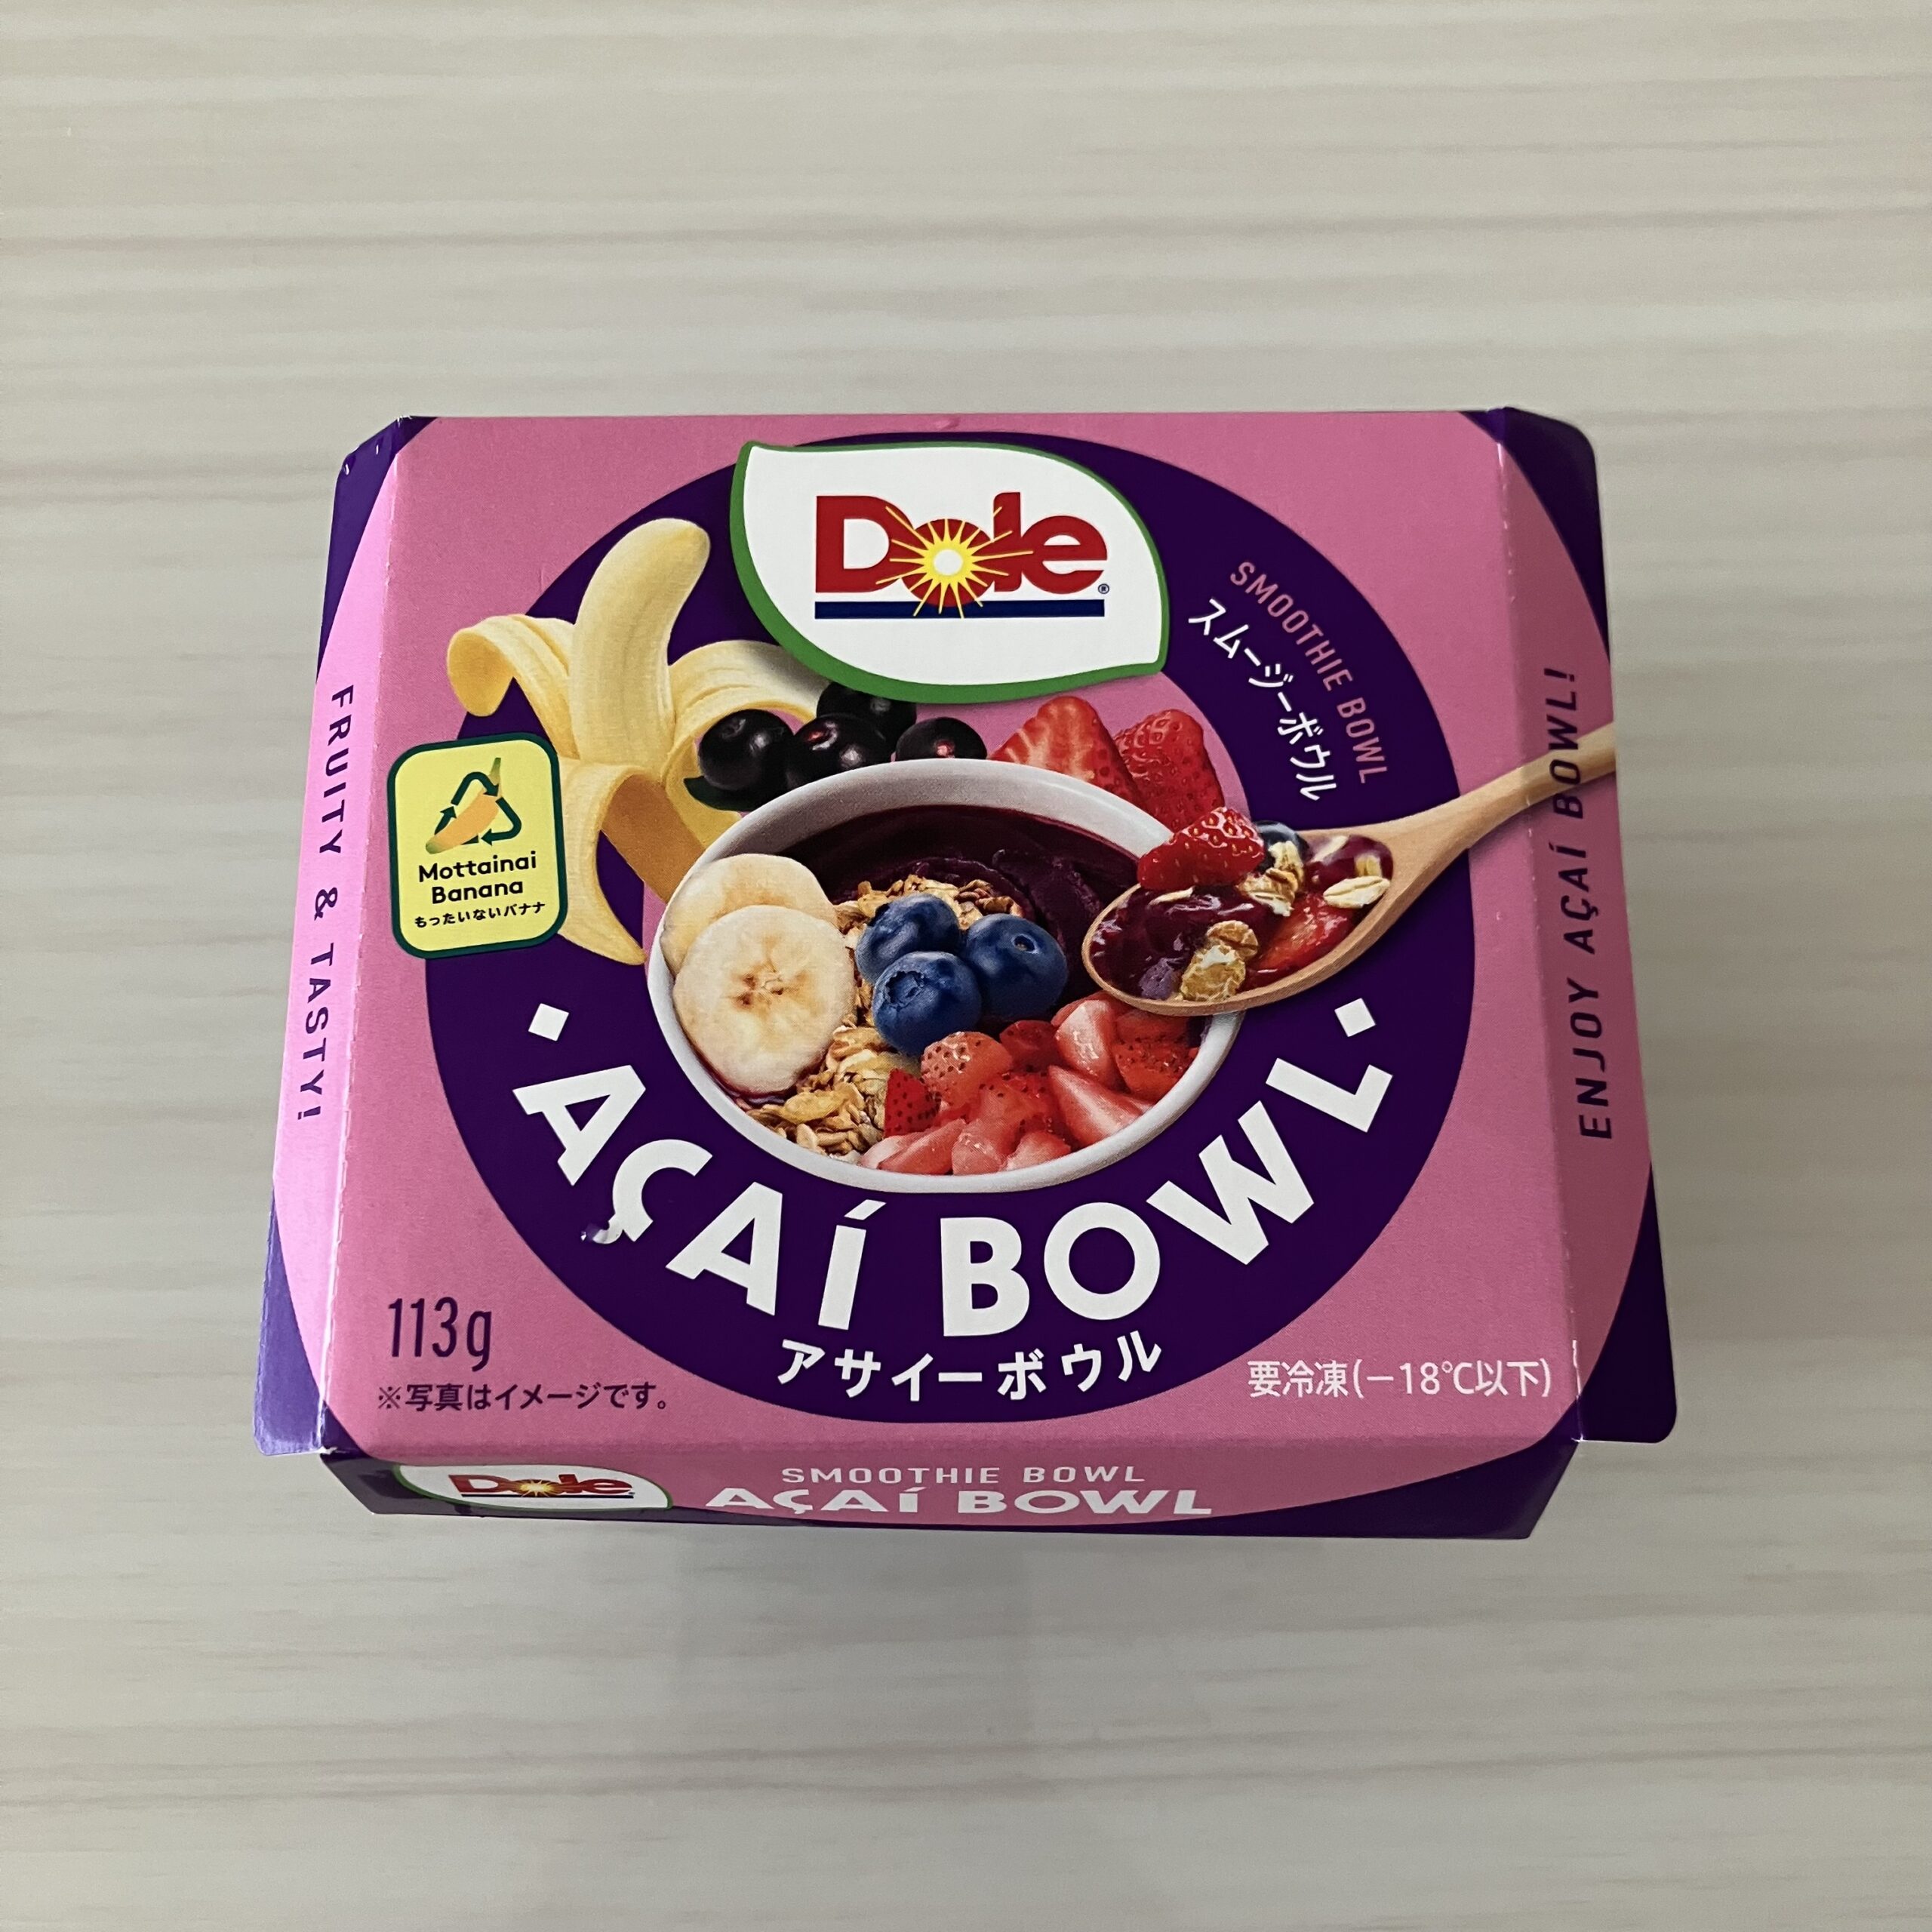 Dole
SMOOTHIE BOWL
スムージーボウル
FRUITY & TASTY!
ENJOY AÇAÍ BOWL!
Mottainai
Banana
もったいないバナナ
AÇAÍ BOWL
アサイーボウル
113g
※写真はイメージです。
要冷凍(－18℃以下)
Dole
SMOOTHIE BOWL
AÇAÍ BOWL